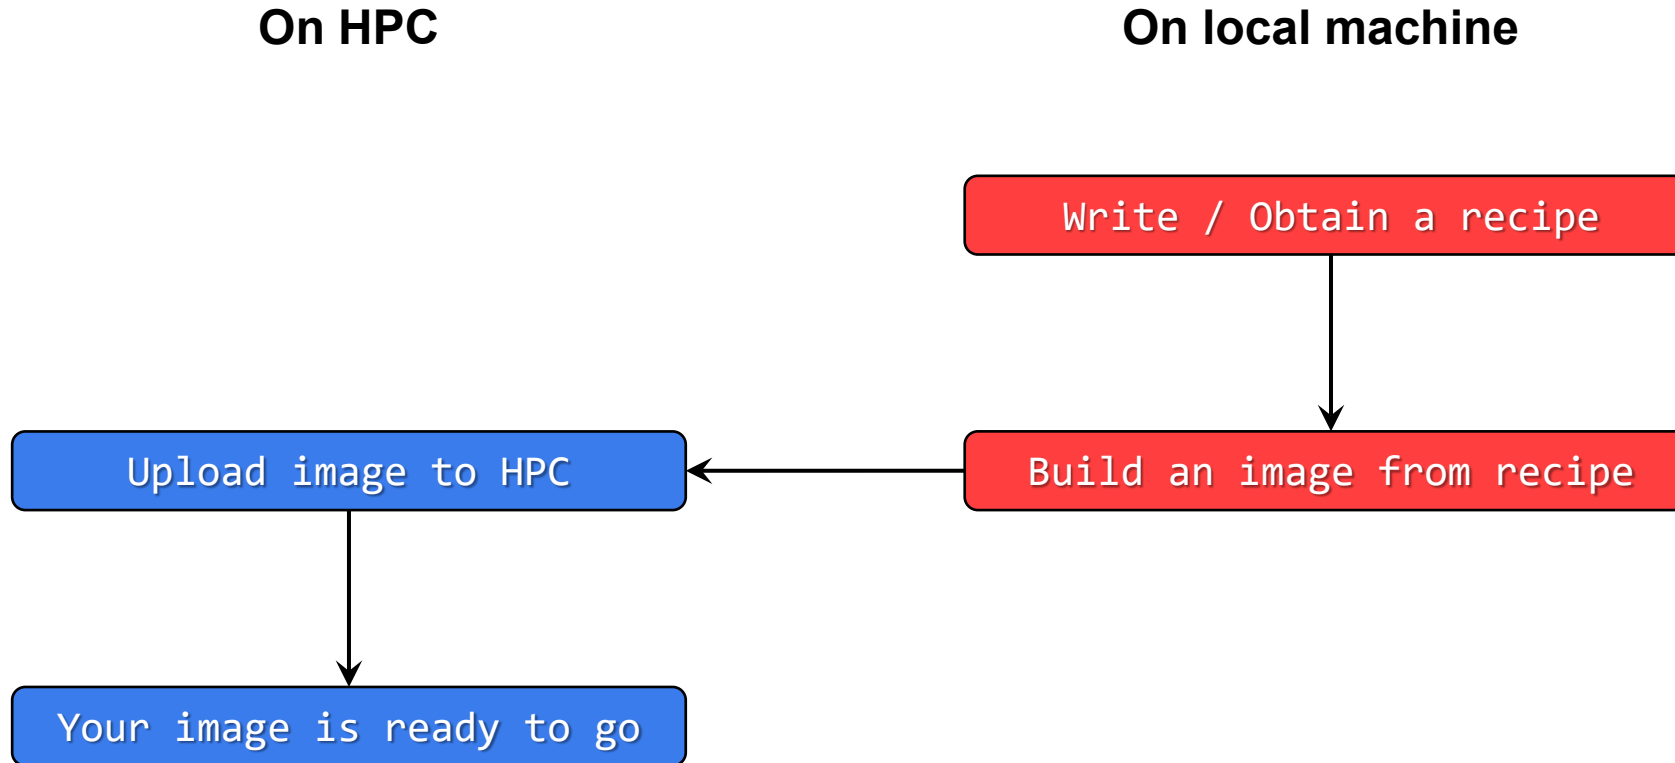 On HPC
On local machine
Write / Obtain a recipe
Build an image from recipe
Upload image to HPC
Your image is ready to go